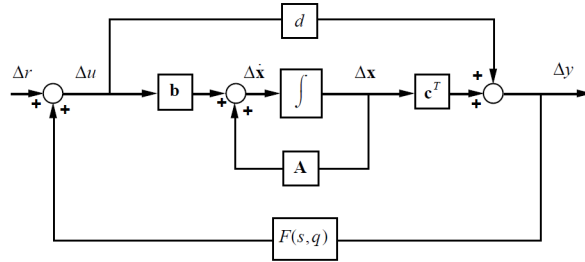 d
Δr
Δu
Δẋ
Δx
Δy
b
∫
c^T
A
F(s,q)
+
+
+
+
+
+